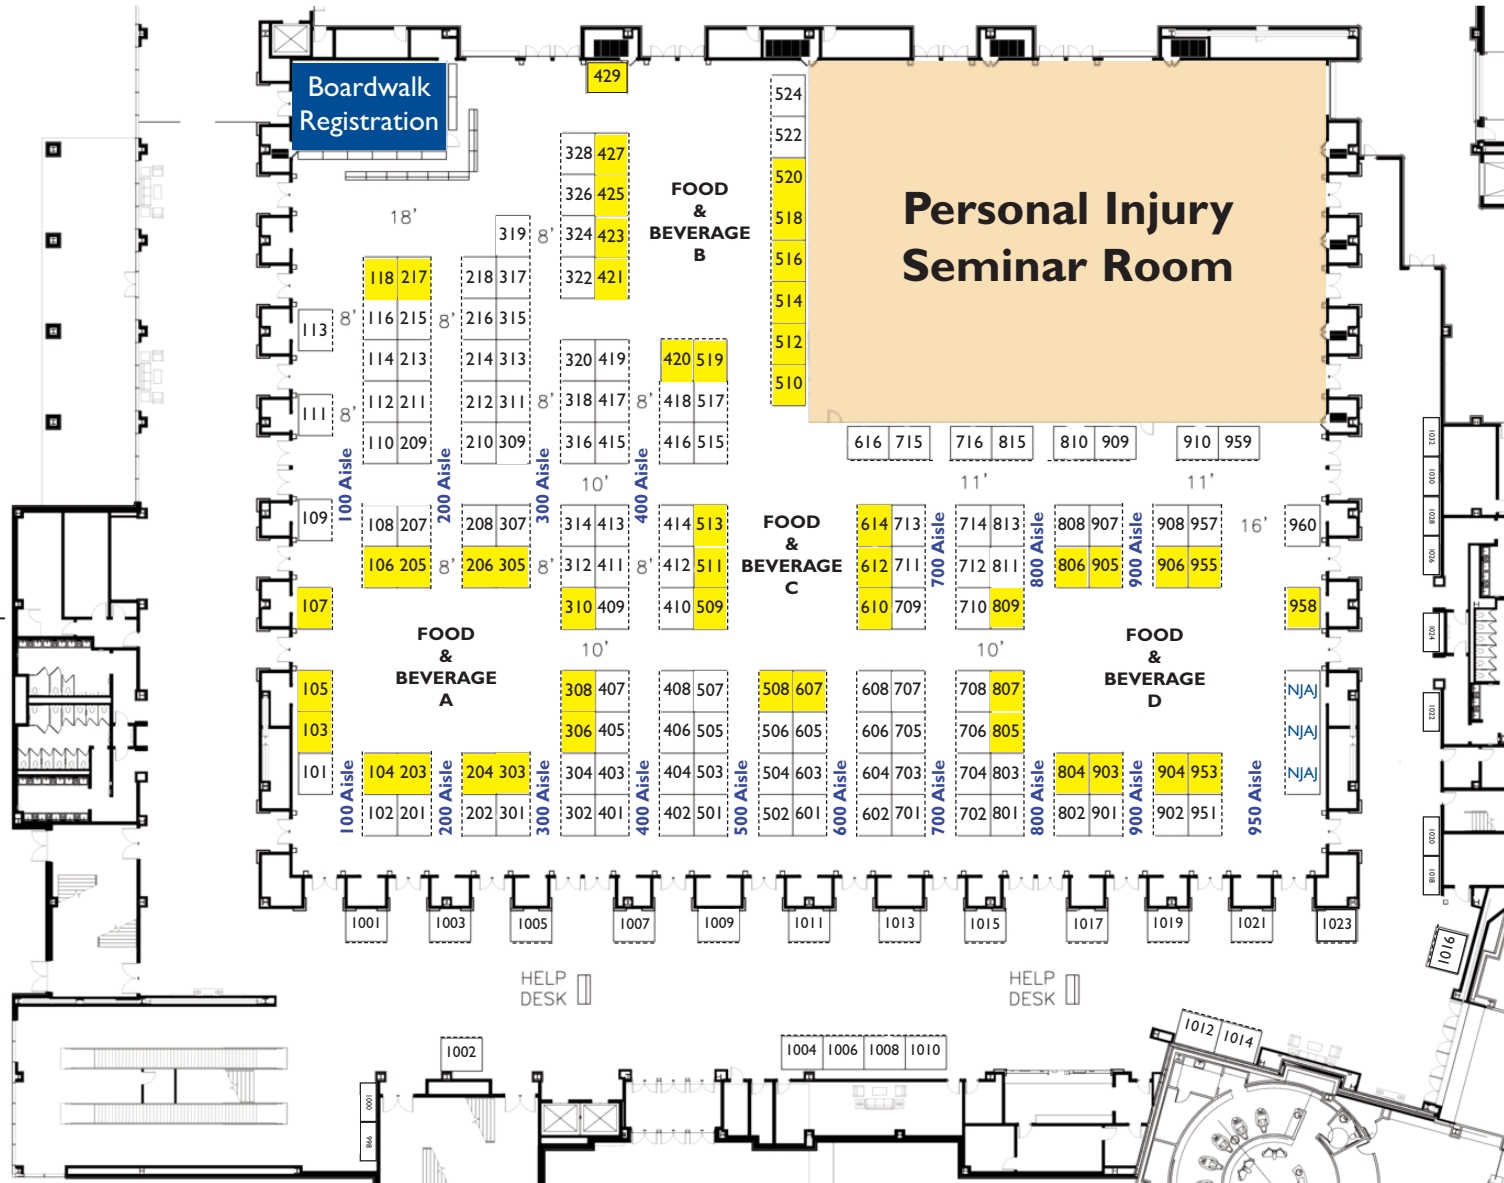 Boardwalk
Registration
429
524
522
520
518
516
514
512
510
Personal Injury
Seminar Room
328 427
326 425
324 423
322 421
FOOD
&
BEVERAGE
B
18'
319 8'
118 217
218 317
113 8'
116 215 8'
216 315
114 213
214 313
320 419
420 519
111 8'
112 211
212 311 8'
318 417 8'
418 517
110 209
210 309
316 415
416 515
616 715
716 815
810 909
910 959
100 Aisle
200 Aisle
300 Aisle
400 Aisle
10'
11'
11'
109
108 207
208 307
314 413
414 513
106 205 8'
206 305 8'
312 411 8'
412 511
107
310 409
410 509
FOOD
&
BEVERAGE
C
614 713
714 813
808 907
908 957
16'
960
612 711
712 811
806 905
906 955
610 709
710 809
958
700 Aisle
800 Aisle
900 Aisle
FOOD
&
BEVERAGE
A
10'
10'
FOOD
&
BEVERAGE
D
105
308 407
408 507
508 607
608 707
708 807
NJAJ
103
306 405
406 505
506 605
606 705
706 805
NJAJ
101
104 203
204 303
304 403
404 503
504 603
604 703
704 803
804 903
904 953
NJAJ
102 201
202 301
302 401
402 501
502 601
602 701
702 801
802 901
902 951
100 Aisle
200 Aisle
300 Aisle
400 Aisle
500 Aisle
600 Aisle
700 Aisle
800 Aisle
900 Aisle
950 Aisle
1001
1003
1005
1007
1009
1011
1013
1015
1017
1019
1021
1023
1032
1030
1028
1026
1024
1022
1020
1018
1016
HELP
DESK
HELP
DESK
1002
1004 1006 1008 1010
1012 1014
1000
998